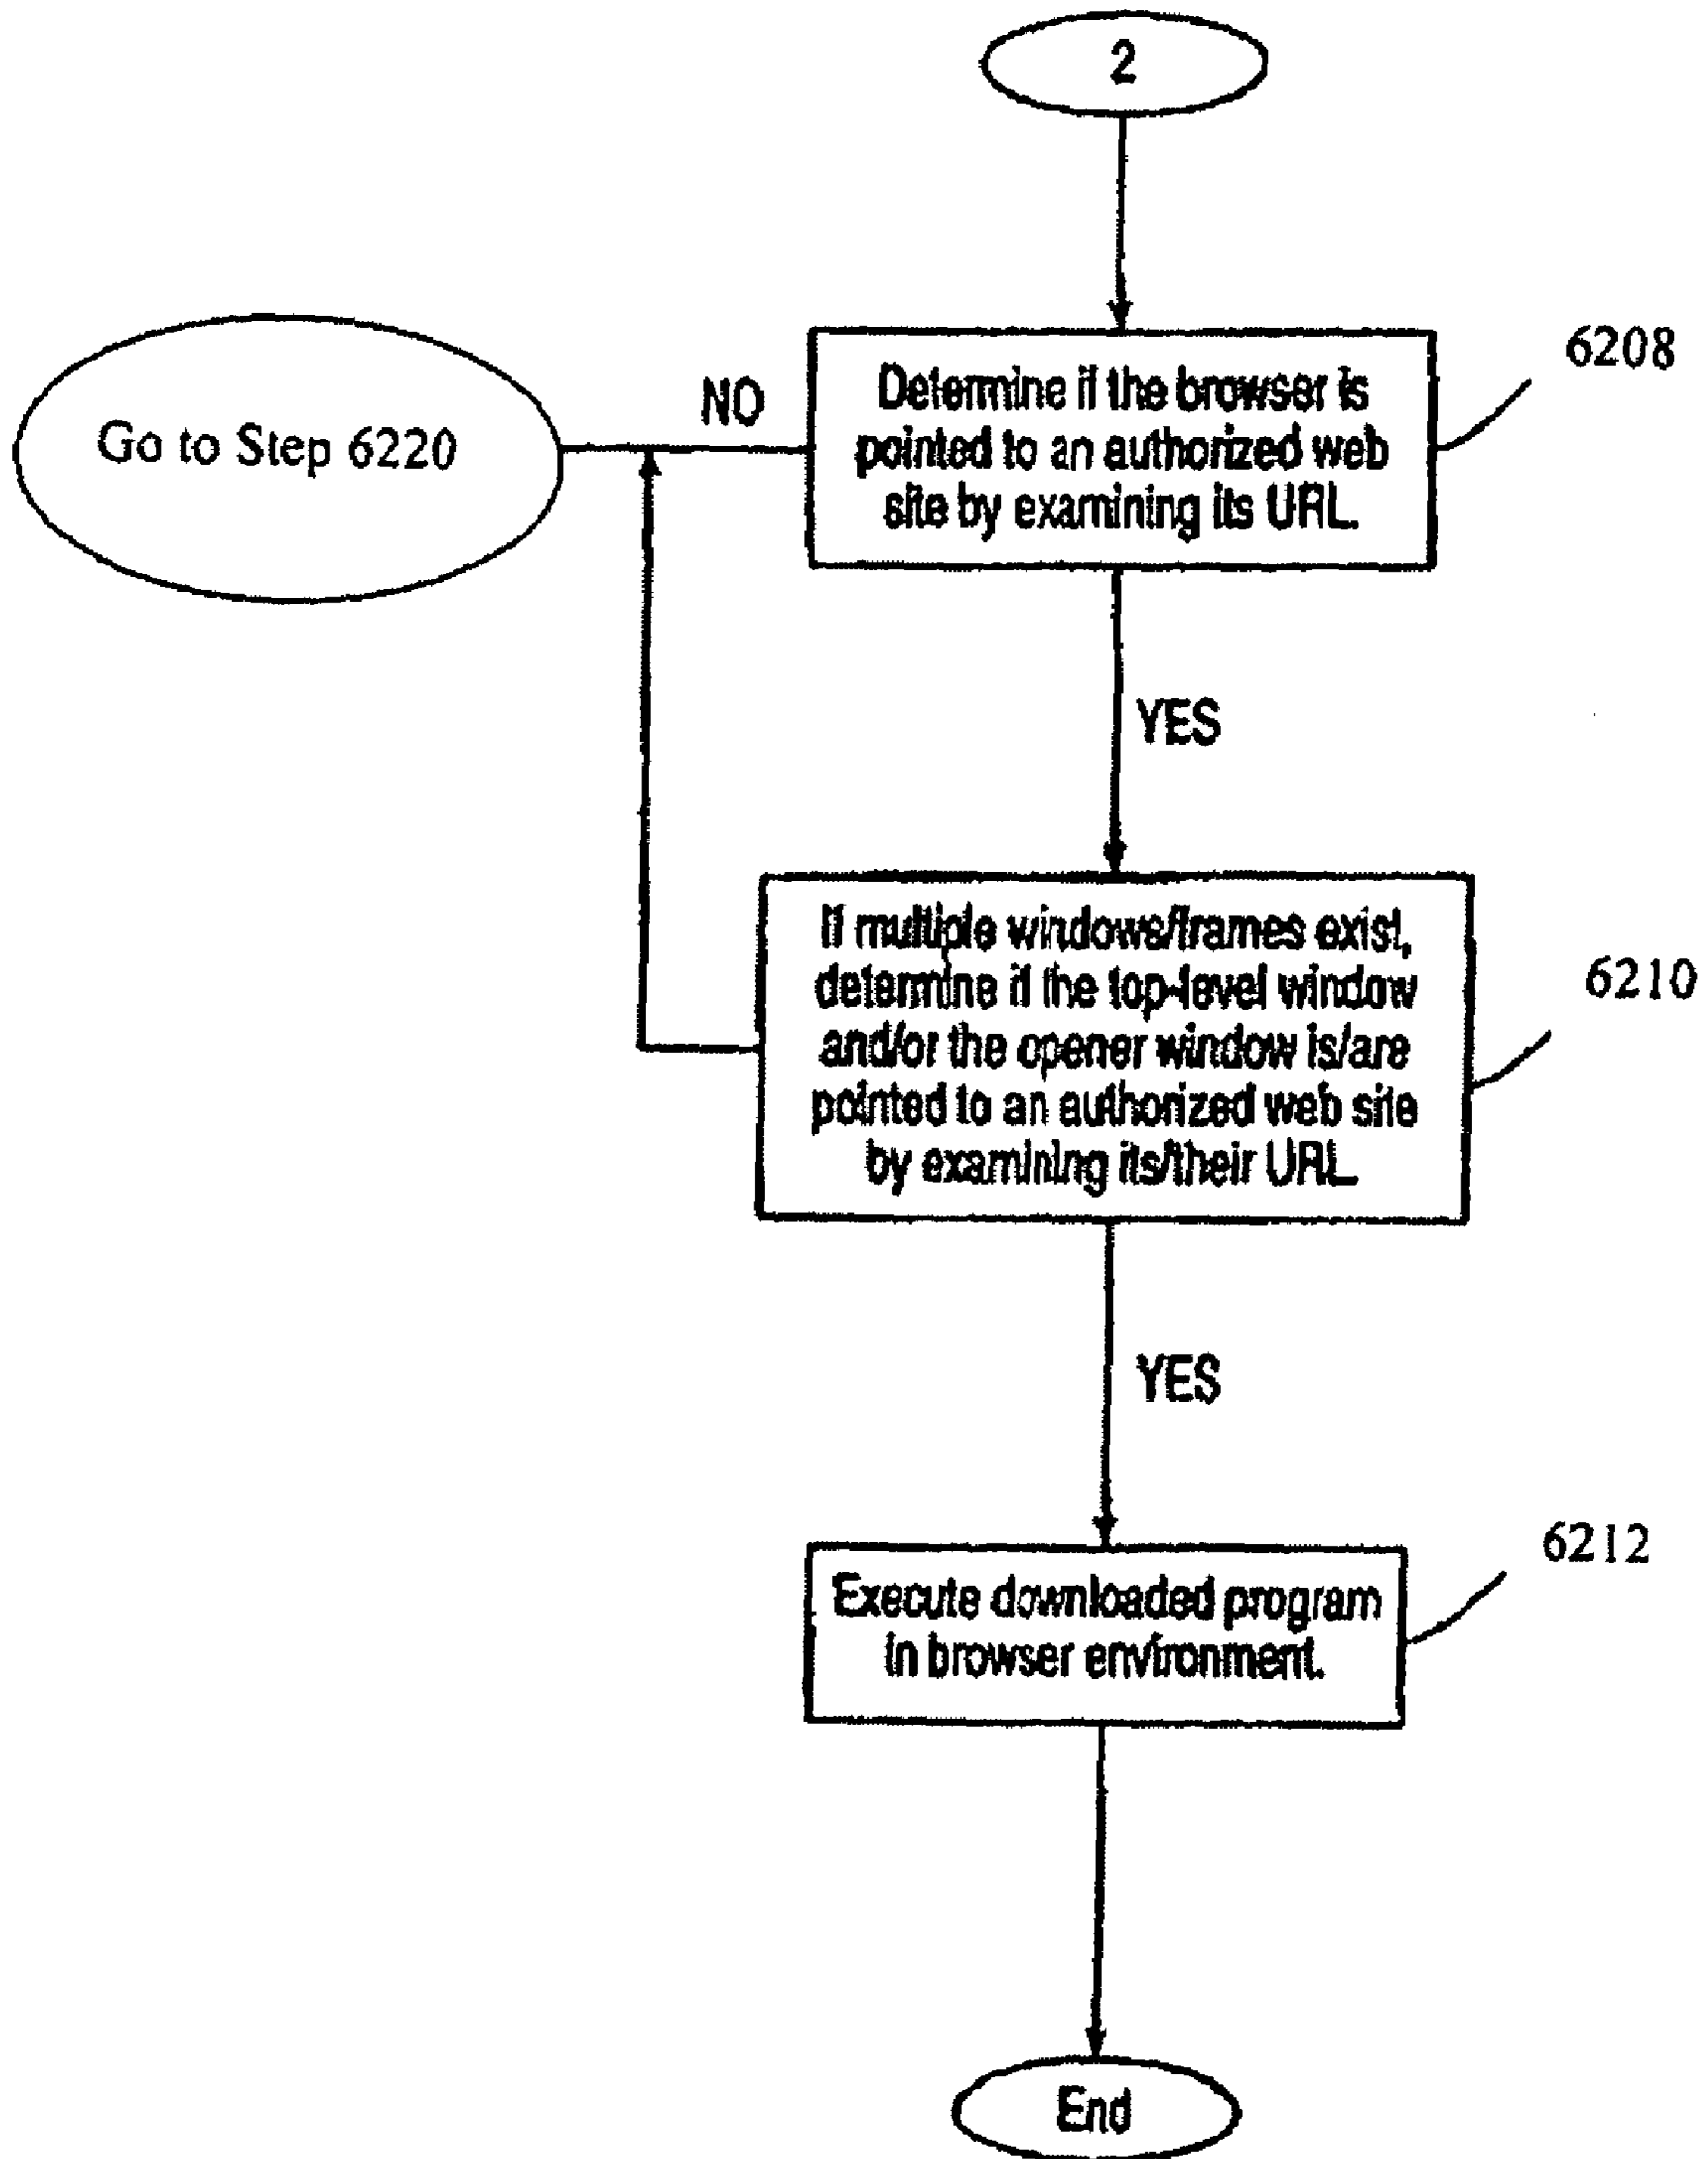 2
6208
Determine if the browser is
pointed to an authorized web
site by examining its URL.
NO
Go to Step 6220
YES
If multiple windows/frames exist,
determine if the top-level window
and/or the opener window is/are
pointed to an authorized web site
by examining its/their URL.
6210
YES
6212
Execute downloaded program
in browser environment.
End